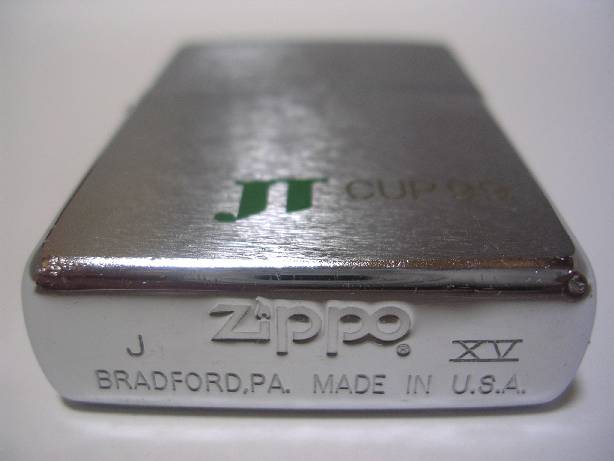 JT CUP 99
zippo®
J XV
BRADFORD,PA. MADE IN U.S.A.